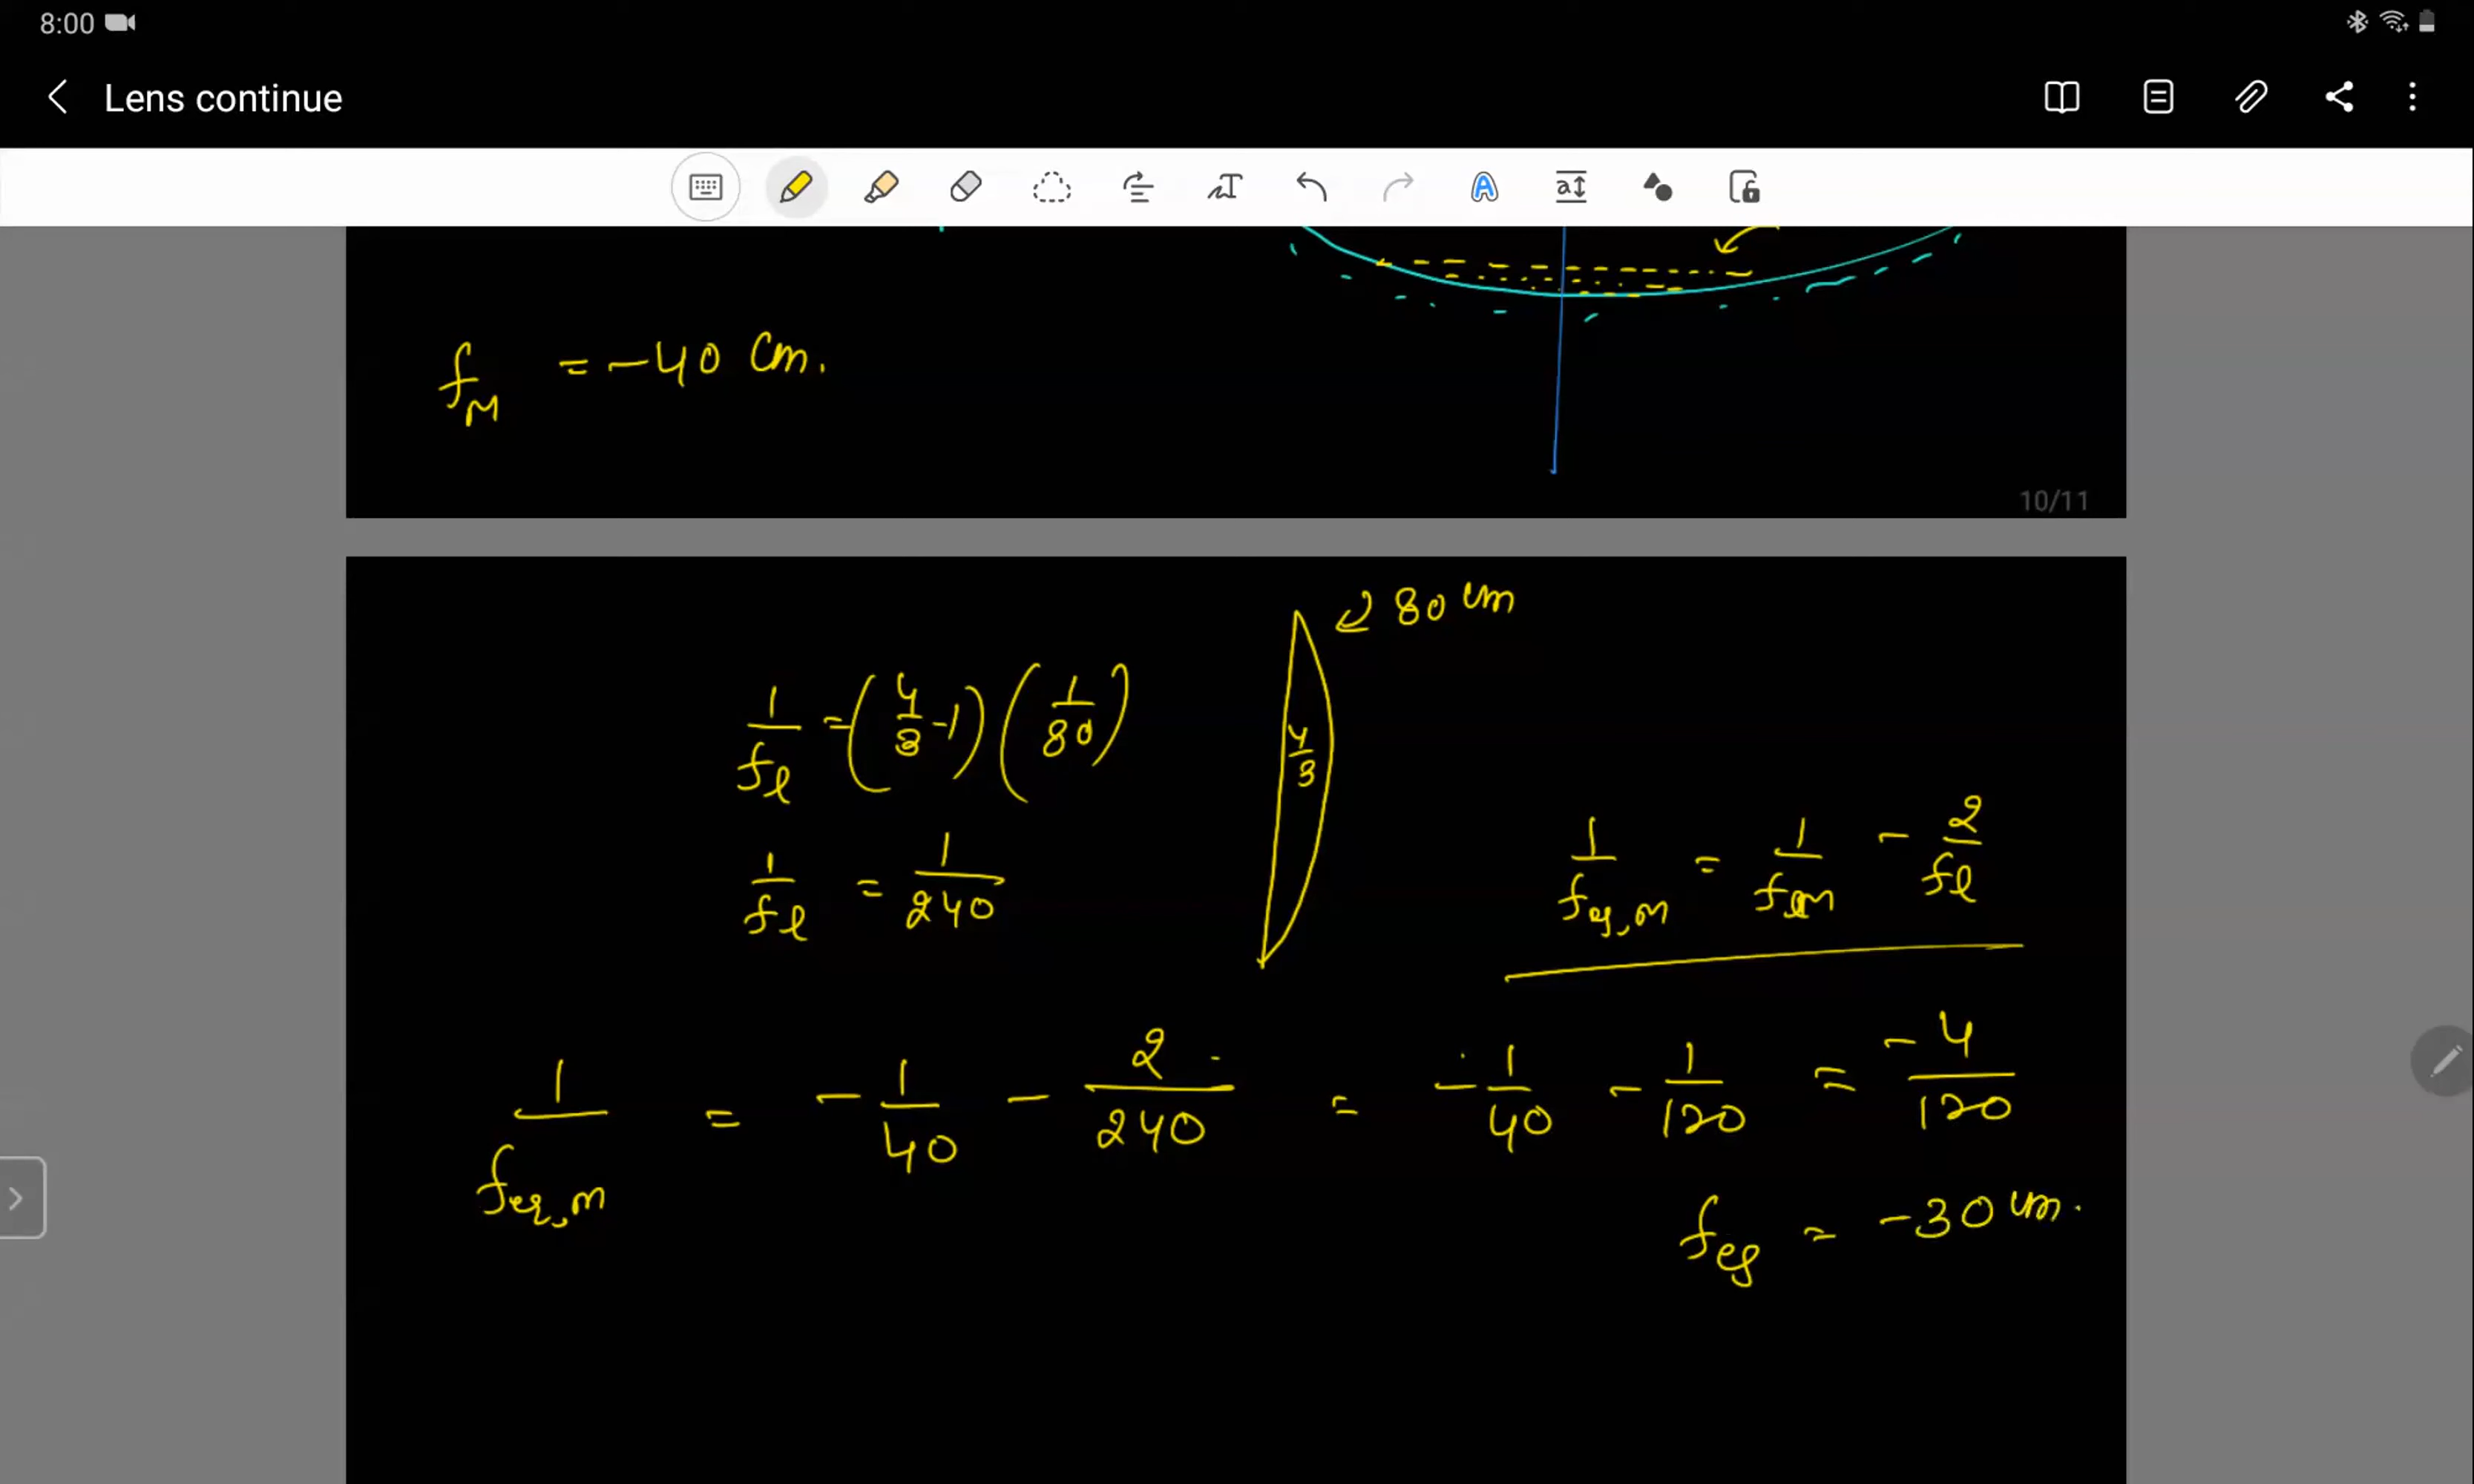 8:00
Lens continue
f_M = -40 cm.
10/11
80 cm
1/f_l = (4/3 - 1)(1/80)
4/3
1/f_l = 1/240
1/f_eq,m = 1/f_m - 2/f_l
1/f_eq,m = -1/40 - 2/240 = -1/40 - 1/120 = -4/120
f_eq = -30 cm.